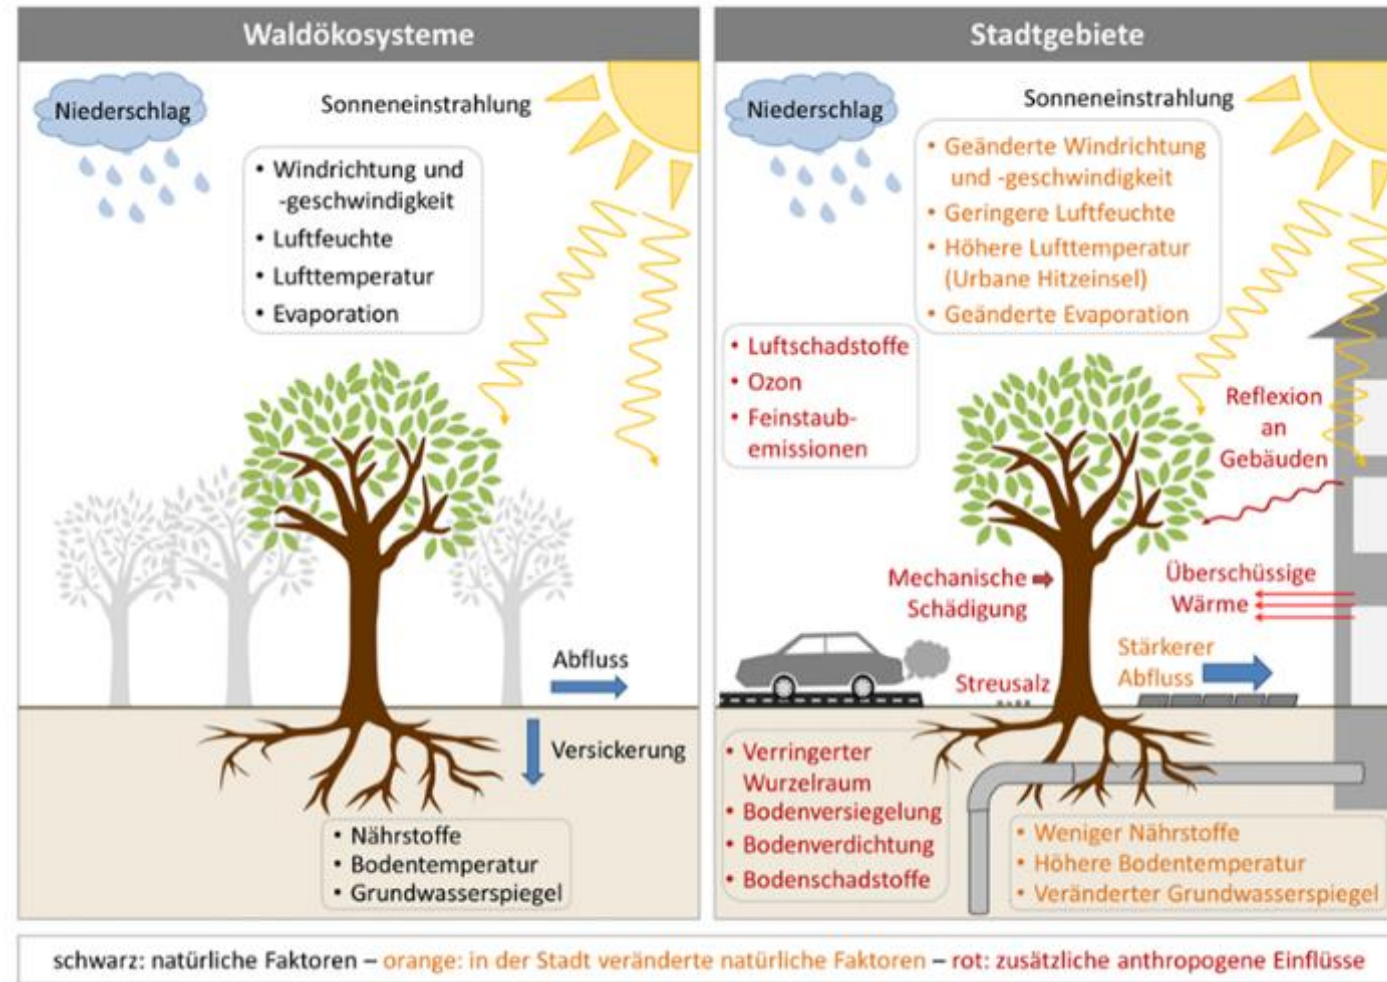 Waldökosysteme
Niederschlag
Sonneneinstrahlung
• Windrichtung und
-geschwindigkeit
• Luftfeuchte
• Lufttemperatur
• Evaporation
Abfluss
Versickerung
• Nährstoffe
• Bodentemperatur
• Grundwasserspiegel
Stadtgebiete
Niederschlag
Sonneneinstrahlung
• Geänderte Windrichtung
und -geschwindigkeit
• Geringere Luftfeuchte
• Höhere Lufttemperatur
(Urbane Hitzeinsel)
• Geänderte Evaporation
• Luftschadstoffe
• Ozon
• Feinstaub-
emissionen
Reflexion
an
Gebäuden
Mechanische
Schädigung
Überschüssige
Wärme
Stärkerer
Abfluss
Streusalz
• Verringerter
Wurzelraum
• Bodenversiegelung
• Bodenverdichtung
• Bodenschadstoffe
• Weniger Nährstoffe
• Höhere Bodentemperatur
• Veränderter Grundwasserspiegel
schwarz: natürliche Faktoren – orange: in der Stadt veränderte natürliche Faktoren – rot: zusätzliche anthropogene Einflüsse